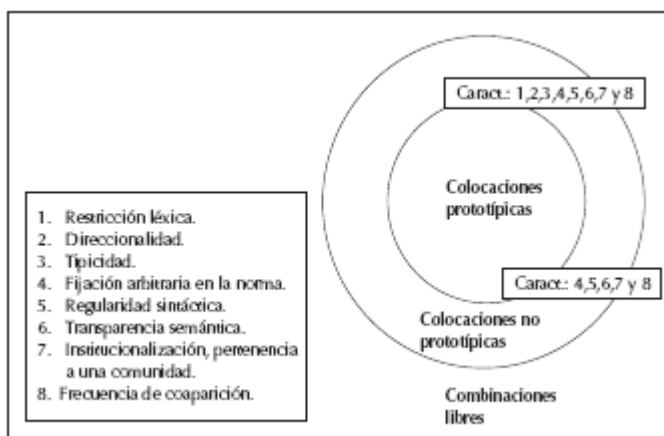 Caract.: 1,2,3,4,5,6,7 y 8
Colocaciones
prototípicas
1. Restricción léxica.
2. Direccionalidad.
3. Tipicidad.
4. Fijación arbitraria en la norma.
5. Regularidad sintáctica.
6. Transparencia semántica.
7. Institucionalización, pertenencia
a una comunidad.
8. Frecuencia de coaparición.
Caract.: 4,5,6,7 y 8
Colocaciones no
prototípicas
Combinaciones
libres